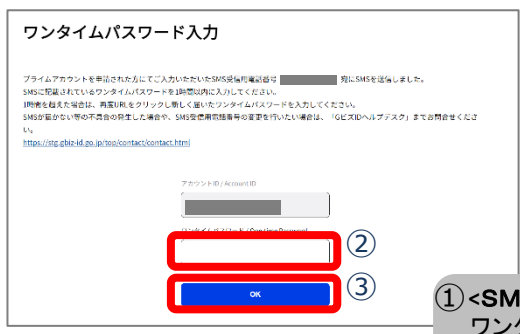 ワンタイムパスワード入力
プライムアカウントを申請された方にてご入力いただいたSMS受信用電話番号 宛にSMSを送信しました。
SMSに記載されているワンタイムパスワードを1時間以内に入力してください。
1時間を超えた場合は、再度URLをクリックし新しく届いたワンタイムパスワードを入力してください。
SMSが届かない等の不具合の発生した場合や、SMS受信用電話番号の変更を行いたい場合は、「GビズIDヘルプデスク」までお問合せくださ
い。
https://stg.gbiz-id.go.jp/top/contact/contact.html
アカウントID / Account ID
ワンタイムパスワード / One time Password
②
OK
③
①<SM
ワン